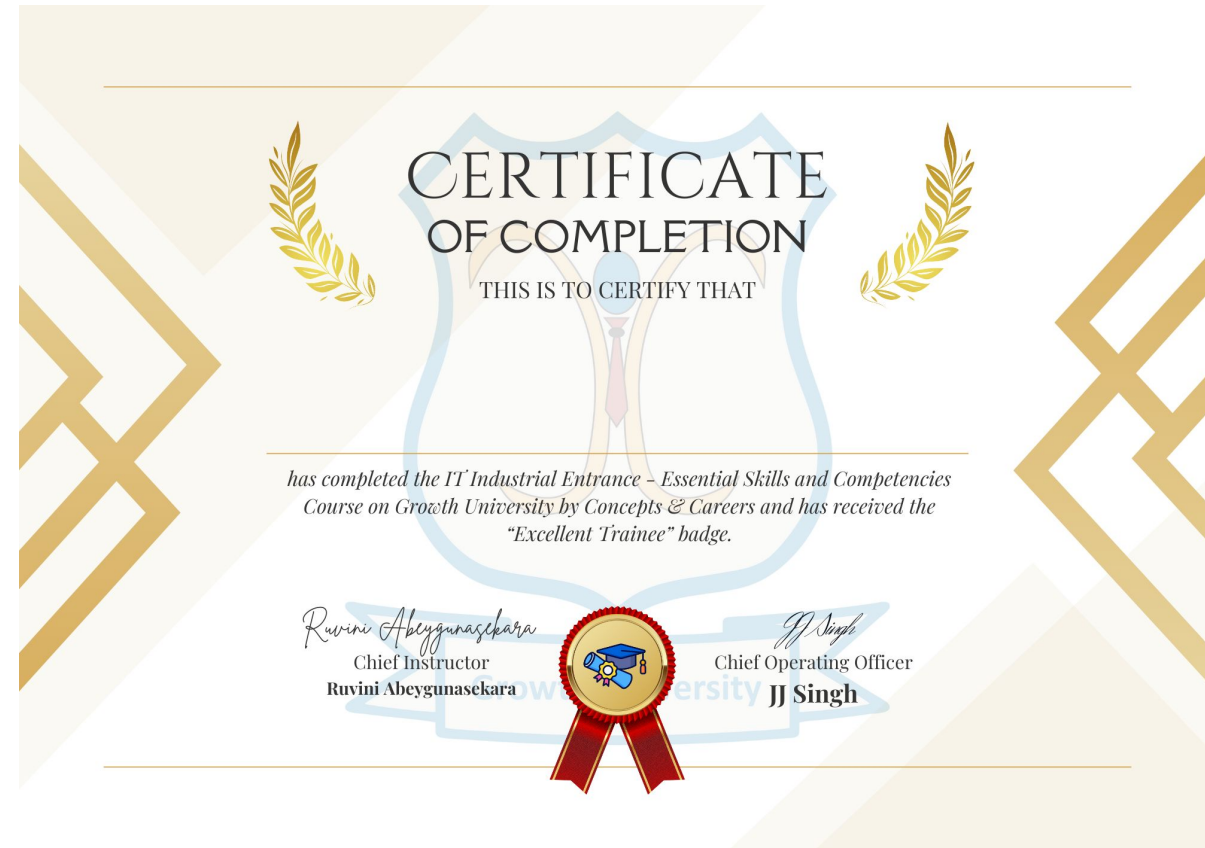 CERTIFICATE
OF COMPLETION
THIS IS TO CERTIFY THAT
has completed the IT Industrial Entrance - Essential Skills and Competencies
Course on Growth University by Concepts & Careers and has received the
“Excellent Trainee” badge.
Ruvini Abeygunasekara
Chief Instructor
Ruvini Abeygunasekara
JJ Singh
Chief Operating Officer
JJ Singh